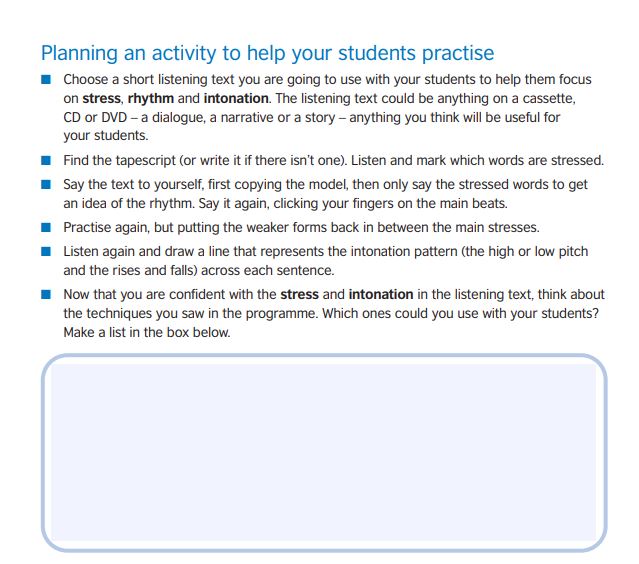 Planning an activity to help your students practise
■ Choose a short listening text you are going to use with your students to help them focus
on stress, rhythm and intonation. The listening text could be anything on a cassette,
CD or DVD – a dialogue, a narrative or a story – anything you think will be useful for
your students.
■ Find the tapescript (or write it if there isn't one). Listen and mark which words are stressed.
■ Say the text to yourself, first copying the model, then only say the stressed words to get
an idea of the rhythm. Say it again, clicking your fingers on the main beats.
■ Practise again, but putting the weaker forms back in between the main stresses.
■ Listen again and draw a line that represents the intonation pattern (the high or low pitch
and the rises and falls) across each sentence.
■ Now that you are confident with the stress and intonation in the listening text, think about
the techniques you saw in the programme. Which ones could you use with your students?
Make a list in the box below.